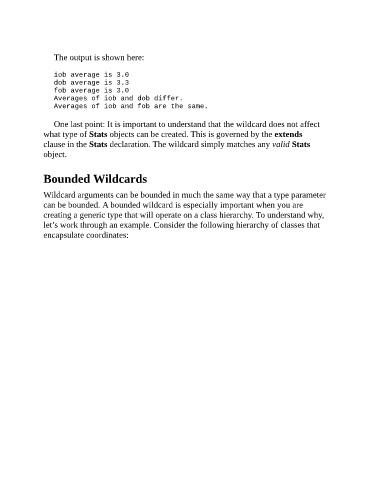 The output is shown here:
iob average is 3.0
dob average is 3.3
fob average is 3.0
Averages of iob and dob differ.
Averages of iob and fob are the same.
One last point: It is important to understand that the wildcard does not affect
what type of Stats objects can be created. This is governed by the extends
clause in the Stats declaration. The wildcard simply matches any valid Stats
object.
Bounded Wildcards
Wildcard arguments can be bounded in much the same way that a type parameter
can be bounded. A bounded wildcard is especially important when you are
creating a generic type that will operate on a class hierarchy. To understand why,
let’s work through an example. Consider the following hierarchy of classes that
encapsulate coordinates: